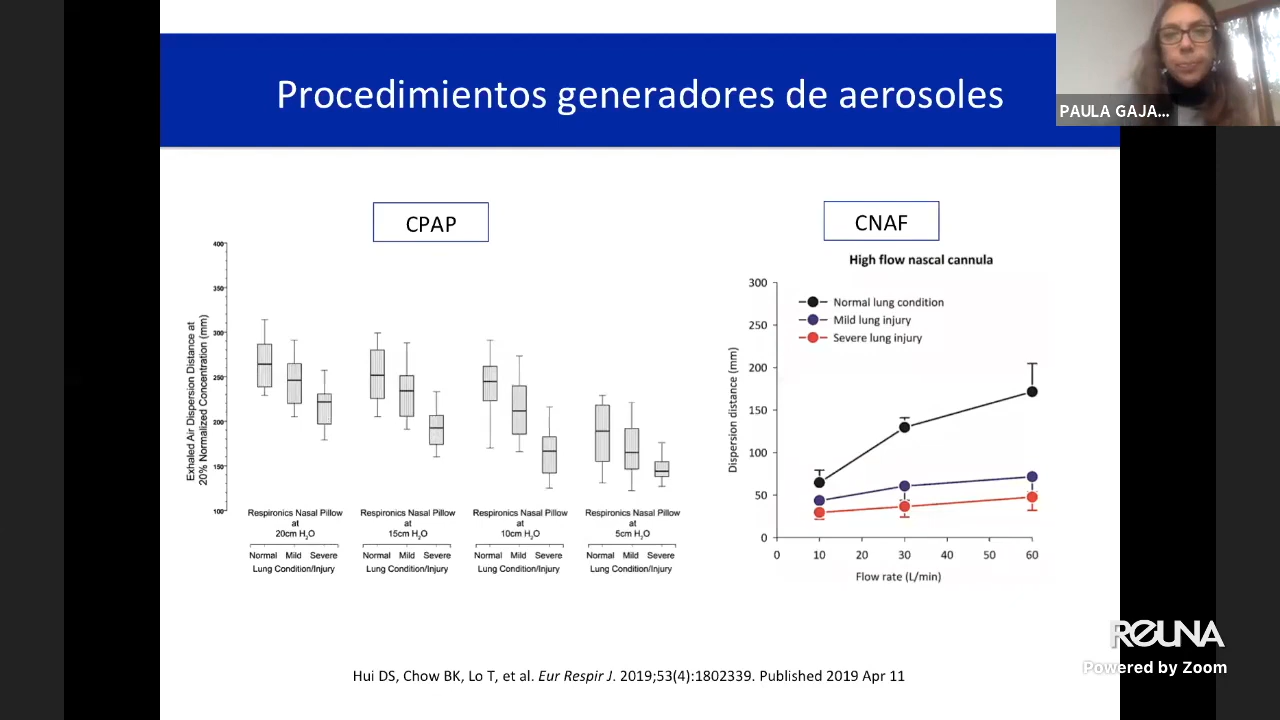 Procedimientos generadores de aerosoles
PAULA GAJA...
CPAP
400
350
300
250
200
150
100
Exhaled Air Dispersion Distance at
20% Normalized Concentration (mm)
Respironics Nasal Pillow
at
20cm H₂O
Normal Mild Severe
Lung Condition/Injury
Respironics Nasal Pillow
at
15cm H₂O
Normal Mild Severe
Lung Condition/Injury
Respironics Nasal Pillow
at
10cm H₂O
Normal Mild Severe
Lung Condition/Injury
Respironics Nasal Pillow
at
5cm H₂O
Normal Mild Severe
Lung Condition/Injury
CNAF
High flow nascal cannula
Normal lung condition
Mild lung injury
Severe lung injury
300
250
200
150
100
50
0
Dispersion distance (mm)
0 10 20 30 40 50 60
Flow rate (L/min)
Hui DS, Chow BK, Lo T, et al. Eur Respir J. 2019;53(4):1802339. Published 2019 Apr 11
REUNA
Powered by Zoom